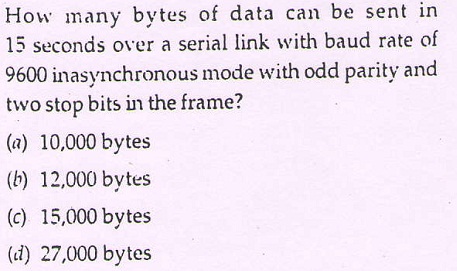 How many bytes of data can be sent in
15 seconds over a serial link with baud rate of
9600 inasynchronous mode with odd parity and
two stop bits in the frame?
(a) 10,000 bytes
(b) 12,000 bytes
(c) 15,000 bytes
(d) 27,000 bytes